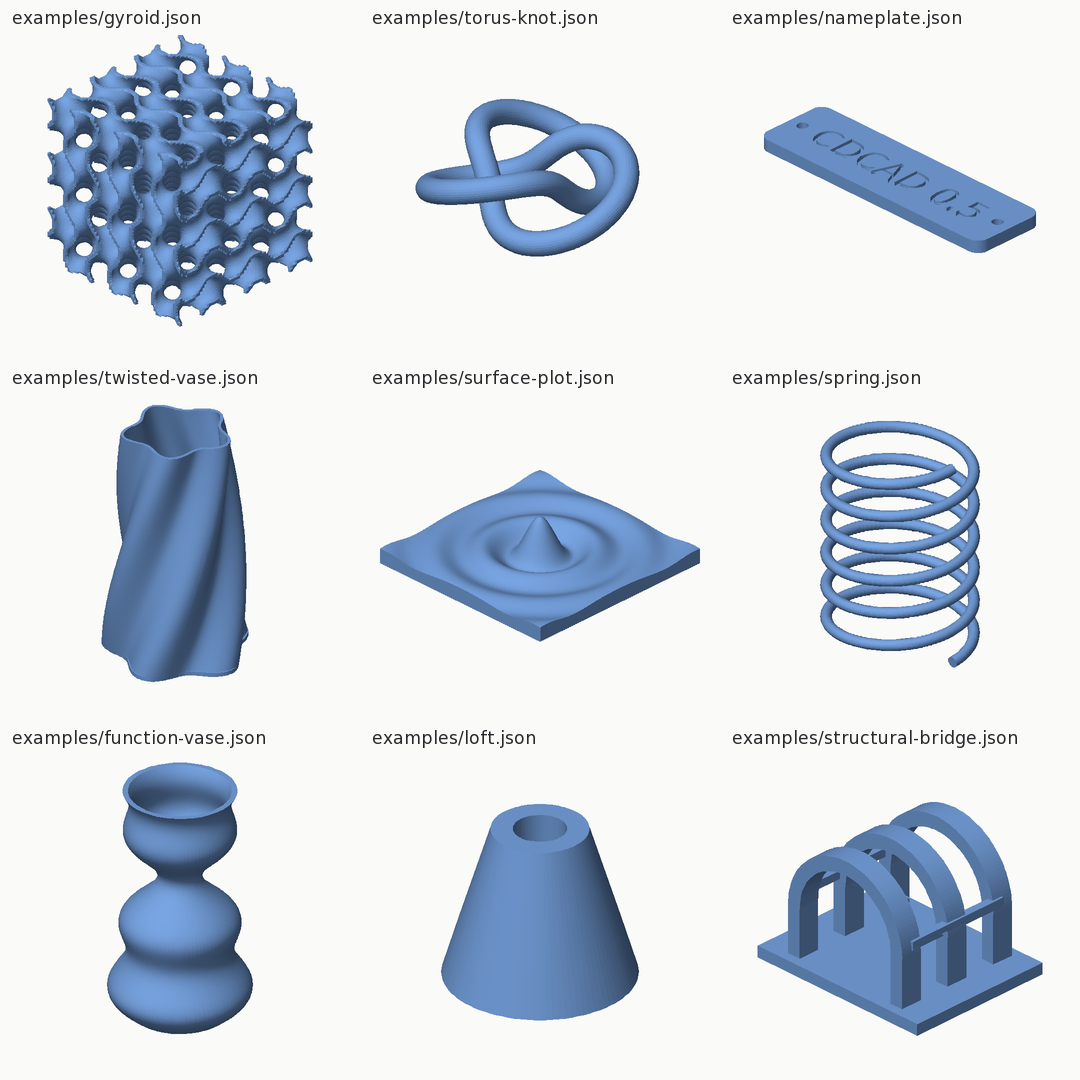 examples/gyroid.json
examples/torus-knot.json
examples/nameplate.json
CDCAD 0.5
examples/twisted-vase.json
examples/surface-plot.json
examples/spring.json
examples/function-vase.json
examples/loft.json
examples/structural-bridge.json